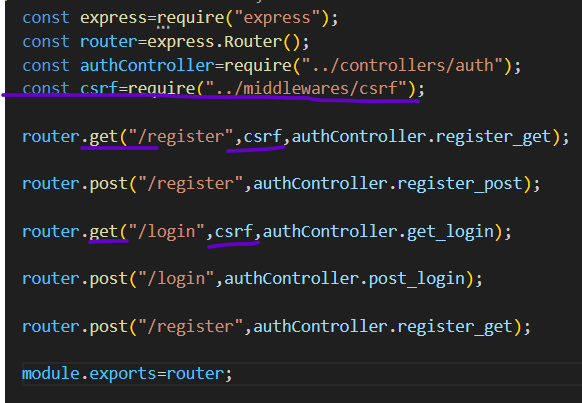 const express=require("express");
const router=express.Router();
const authController=require("../controllers/auth");
const csrf=require("../middlewares/csrf");
router.get("/register",csrf,authController.register_get);
router.post("/register",authController.register_post);
router.get("/login",csrf,authController.get_login);
router.post("/login",authController.post_login);
router.post("/register",authController.register_get);
module.exports=router;